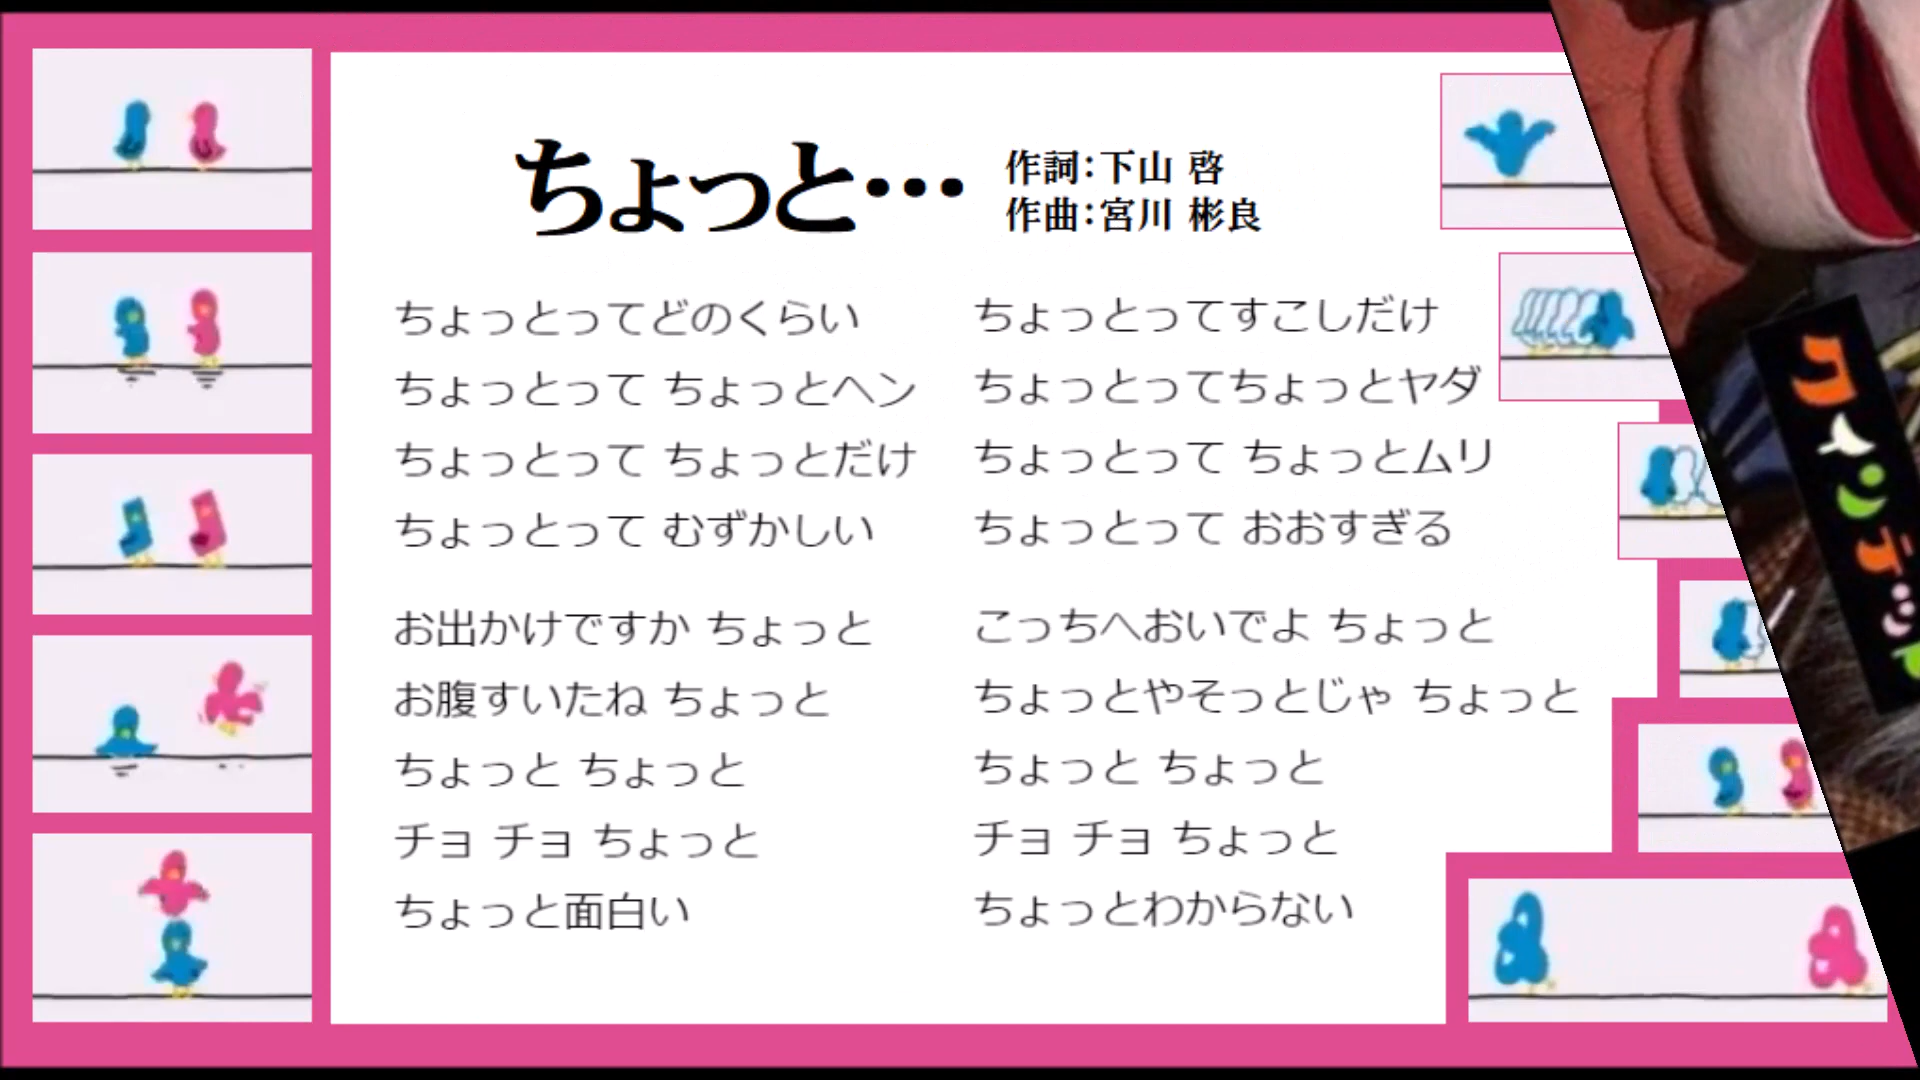 ちょっと…
作詞：下山 啓
作曲：宮川 彬良
ちょっとってどのくらい
ちょっとって ちょっとヘン
ちょっとって ちょっとだけ
ちょっとって むずかしい
お出かけですか ちょっと
お腹すいたね ちょっと
ちょっと ちょっと
チョ チョ ちょっと
ちょっと面白い
ちょっとってすこしだけ
ちょっとってちょっとヤダ
ちょっとって ちょっとムリ
ちょっとって おおすぎる
こっちへおいでよ ちょっと
ちょっとやそっとじゃ ちょっと
ちょっと ちょっと
チョ チョ ちょっと
ちょっとわからない
クインテット